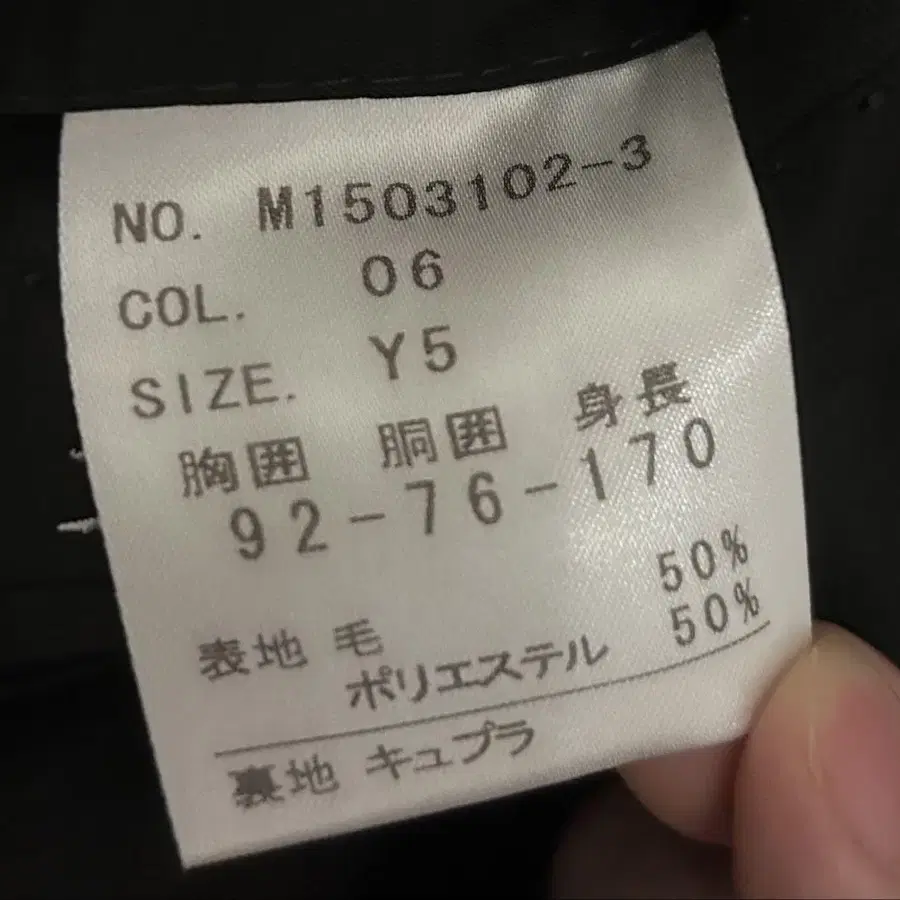 NO. M1503102-3
COL. 06
SIZE. Y5
胸囲 胴囲 身長
92-76-170
表地 毛 50%
ポリエステル 50%
裏地 キュプラ